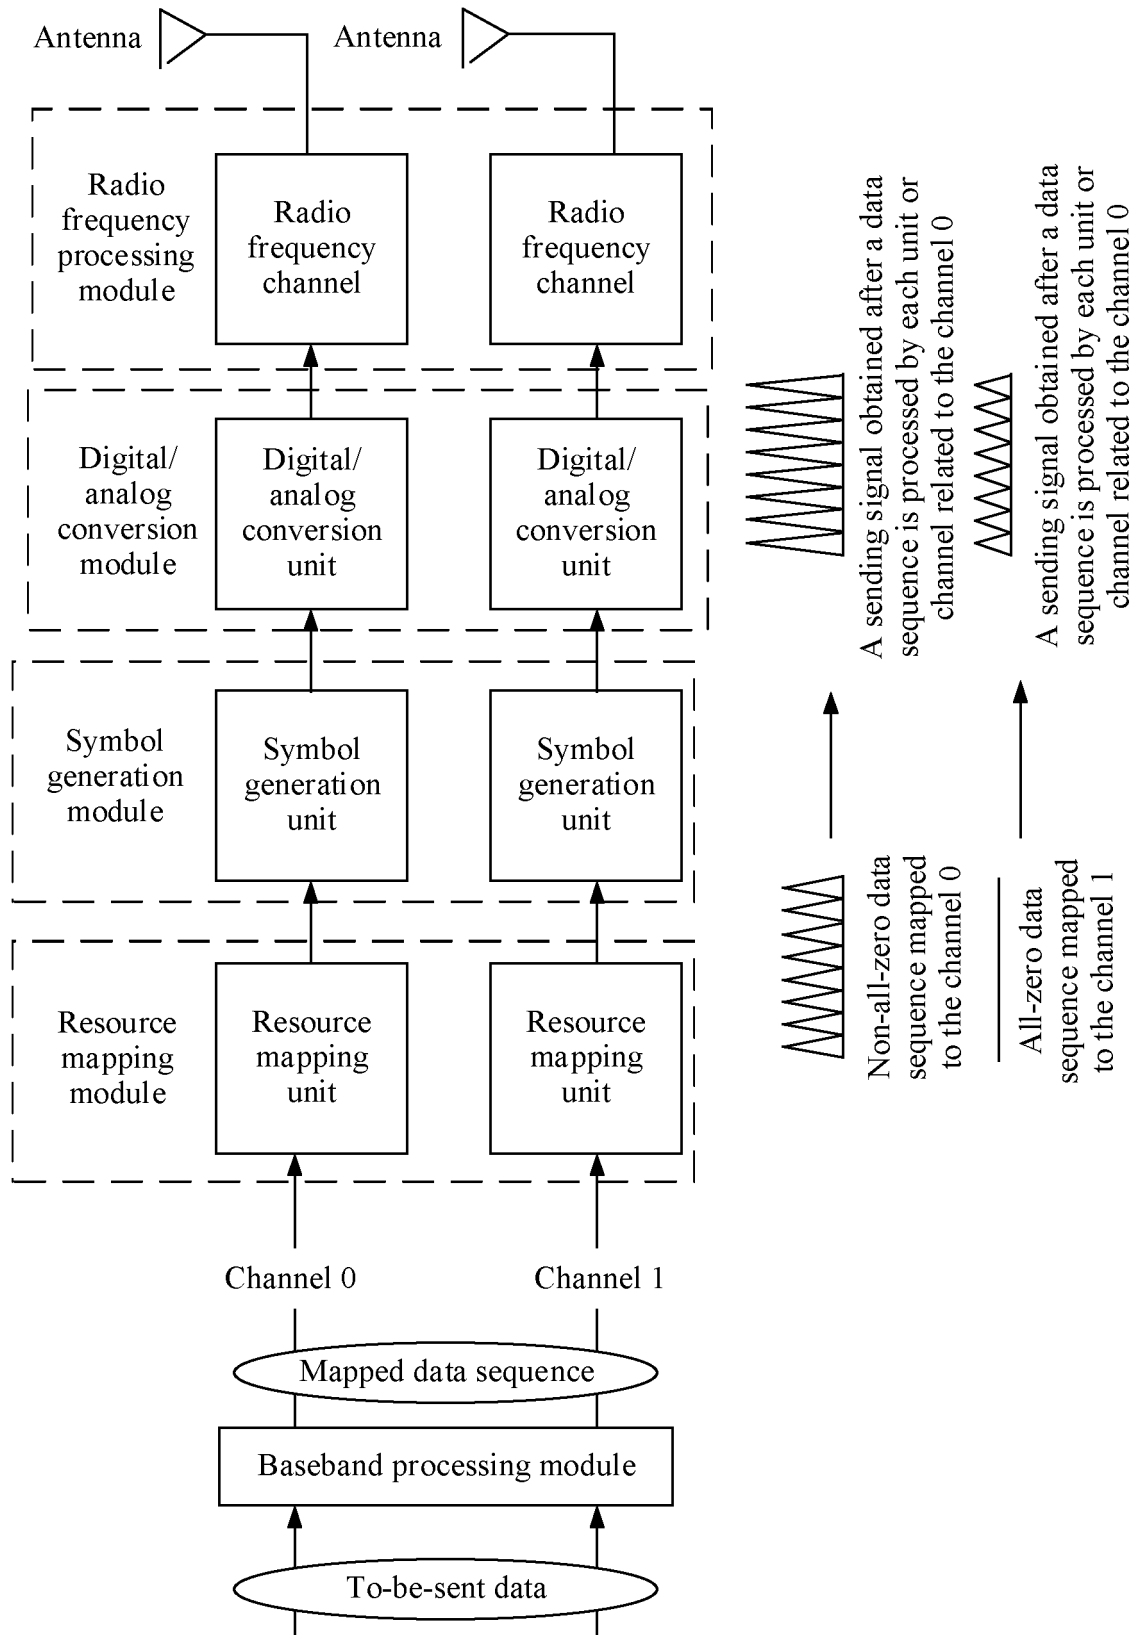 Antenna
Antenna
Radio
frequency
processing
module
Radio
frequency
channel
Radio
frequency
channel
Digital/
analog
conversion
module
Digital/
analog
conversion
unit
Digital/
analog
conversion
unit
Symbol
generation
module
Symbol
generation
unit
Symbol
generation
unit
Resource
mapping
module
Resource
mapping
unit
Resource
mapping
unit
Channel 0
Channel 1
Mapped data sequence
Baseband processing module
To-be-sent data
A sending signal obtained after a data
sequence is processed by each unit or
channel related to the channel 0
A sending signal obtained after a data
sequence is processed by each unit or
channel related to the channel 0
Non-all-zero data
sequence mapped
to the channel 0
All-zero data
sequence mapped
to the channel 1